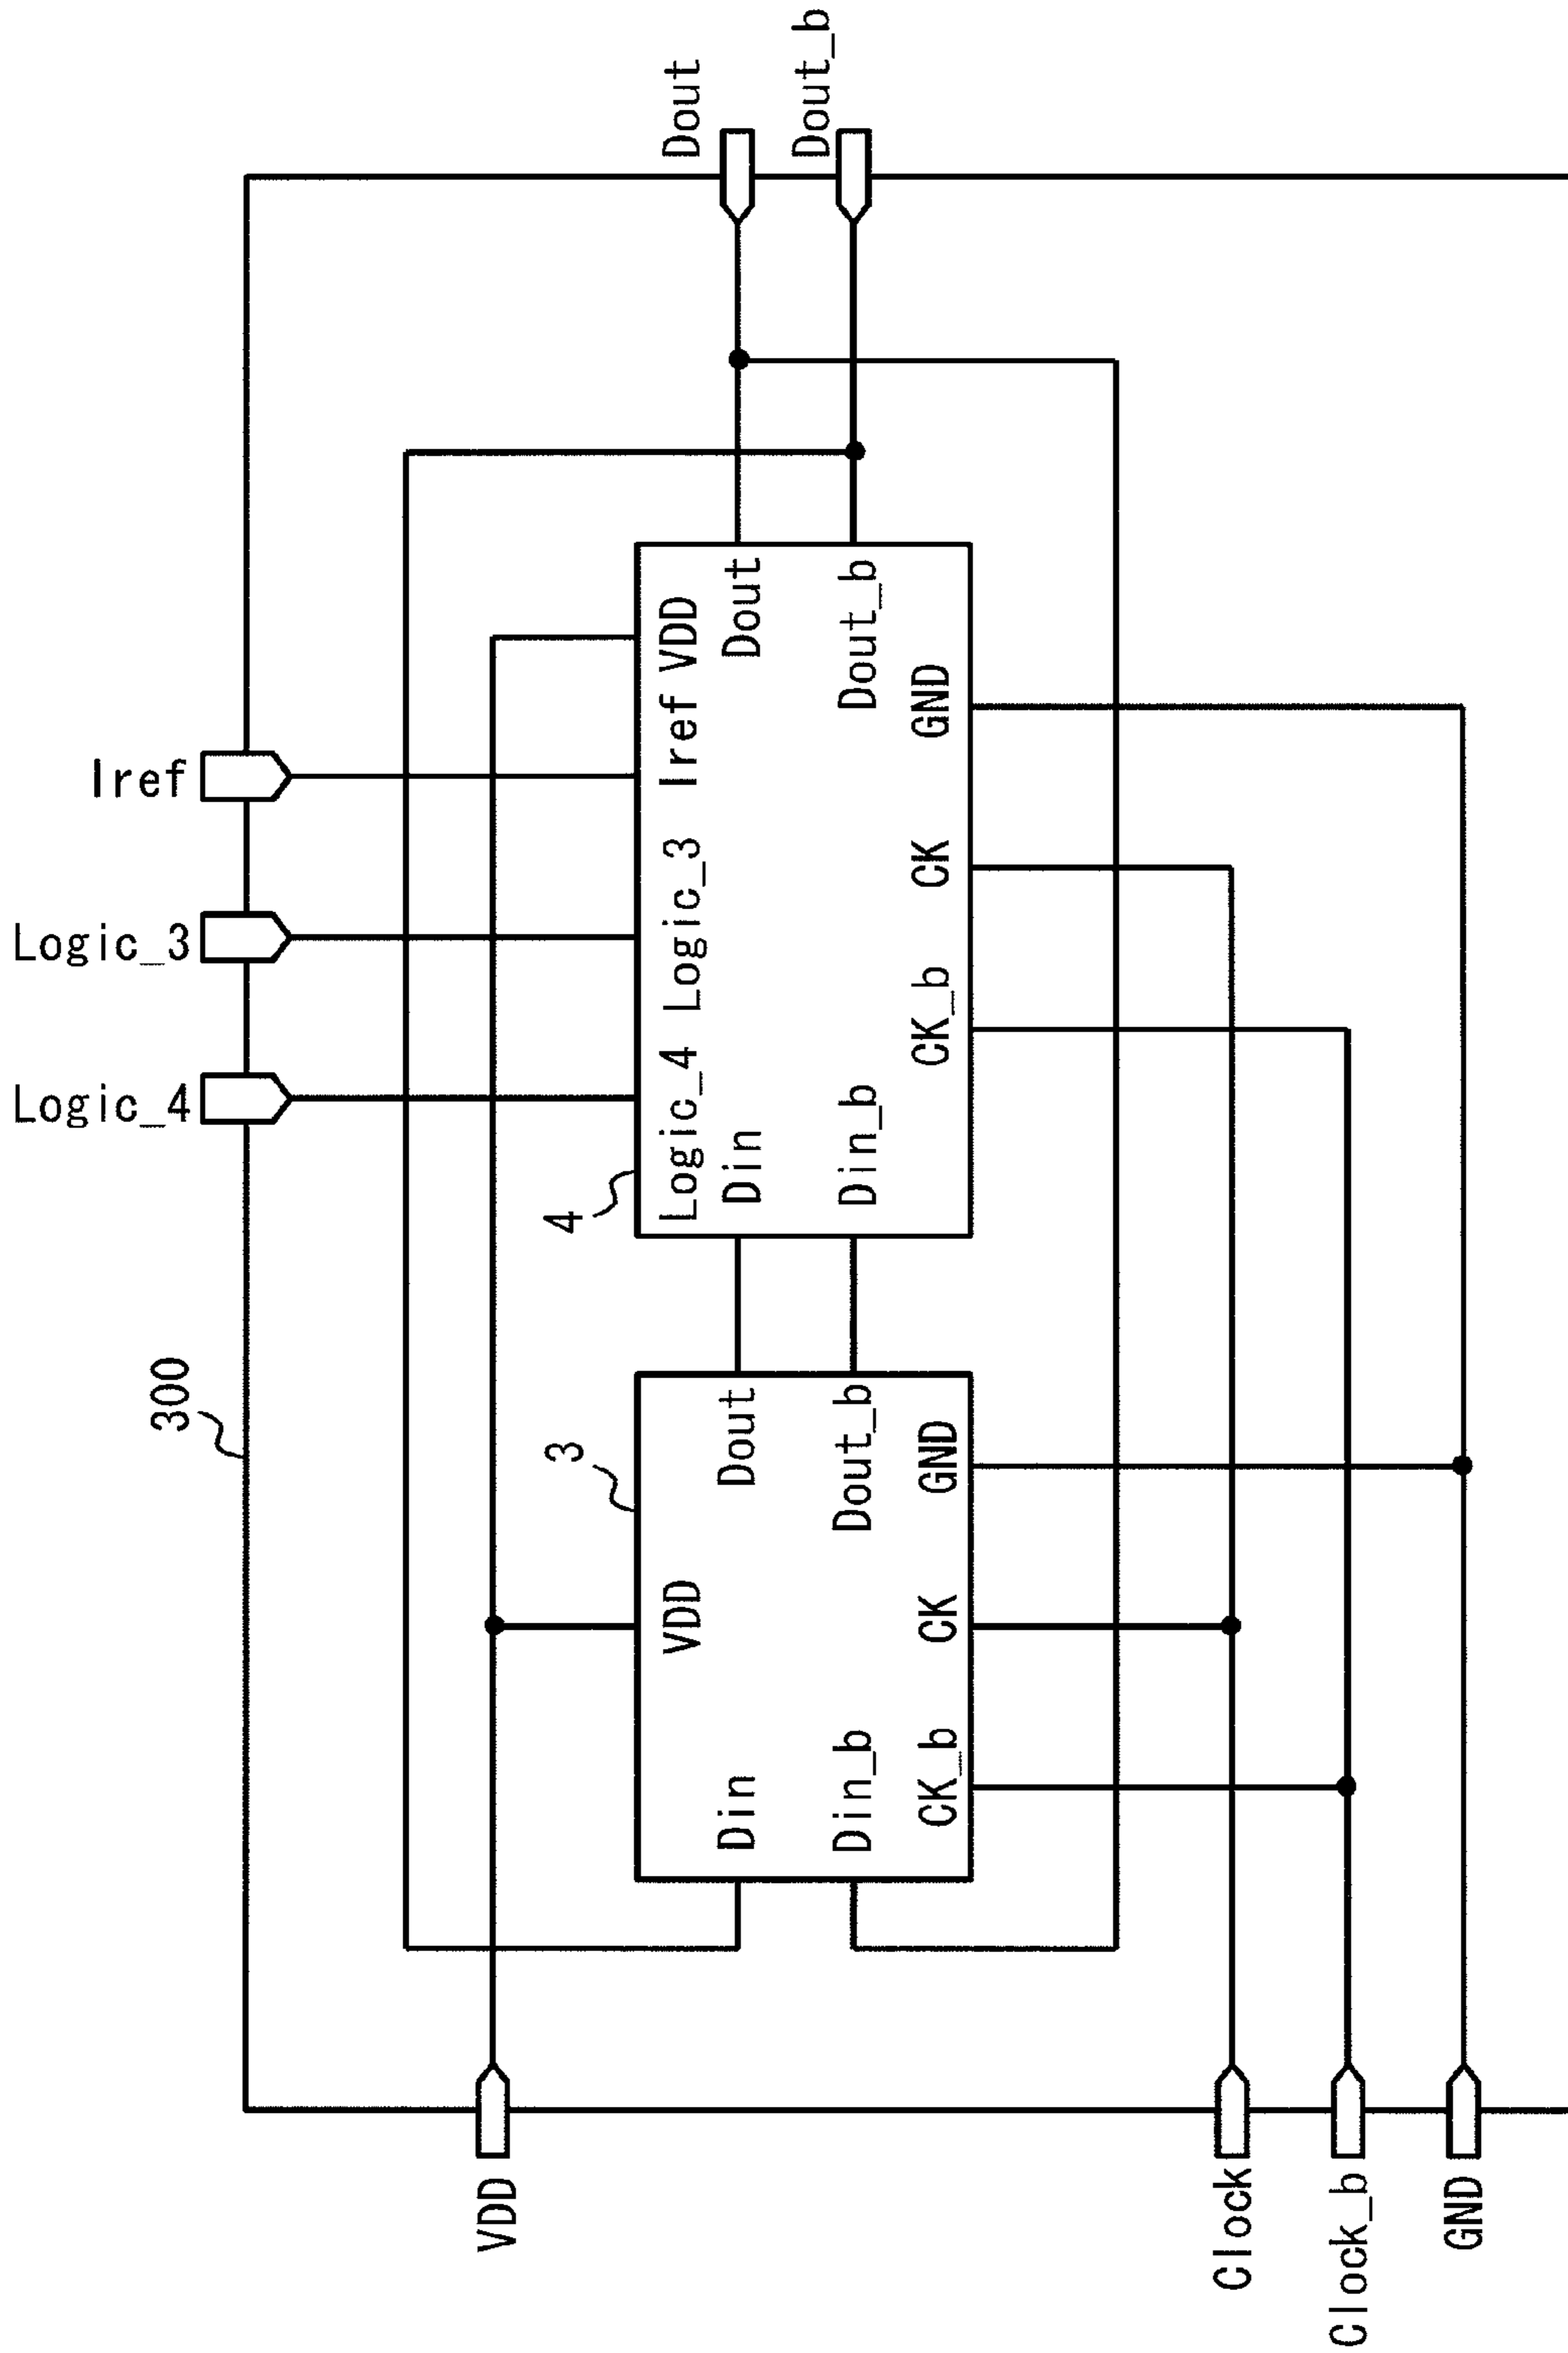 300
Logic_4
Logic_3
Iref
VDD
Clock
Clock_b
GND
Dout
Dout_b
3
VDD
Din
Dout
Din_b
Dout_b
CK_b
CK
GND
4
Logic_4 Logic_3 Iref VDD
Din
Dout
Din_b
Dout_b
CK_b
CK
GND